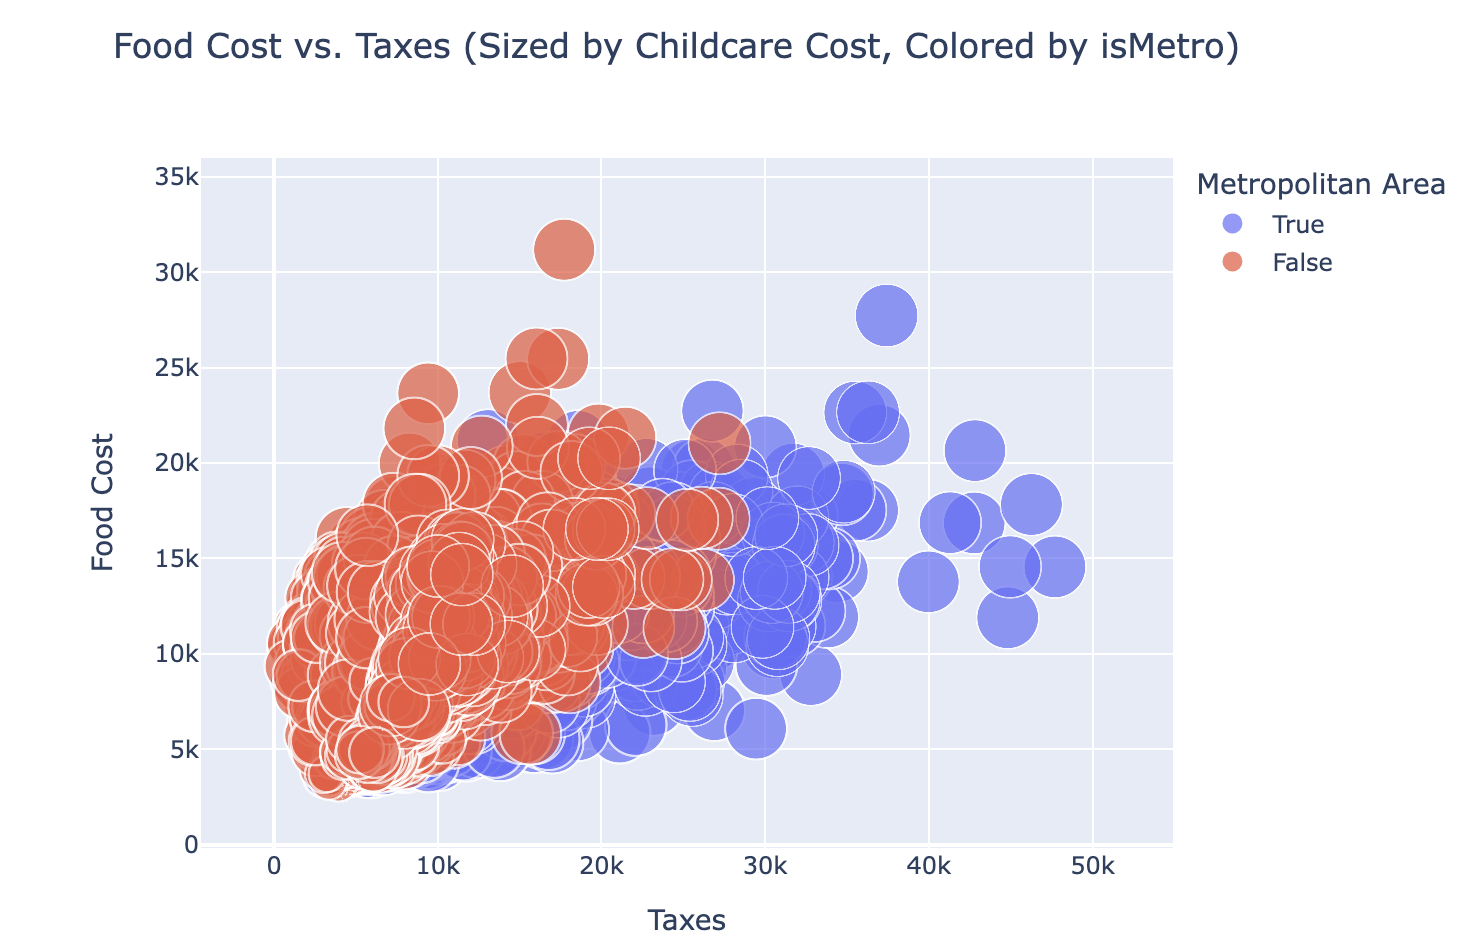 Food Cost vs. Taxes (Sized by Childcare Cost, Colored by isMetro)
Metropolitan Area
True
False
Food Cost
35k
30k
25k
20k
15k
10k
5k
0
0
10k
20k
30k
40k
50k
Taxes